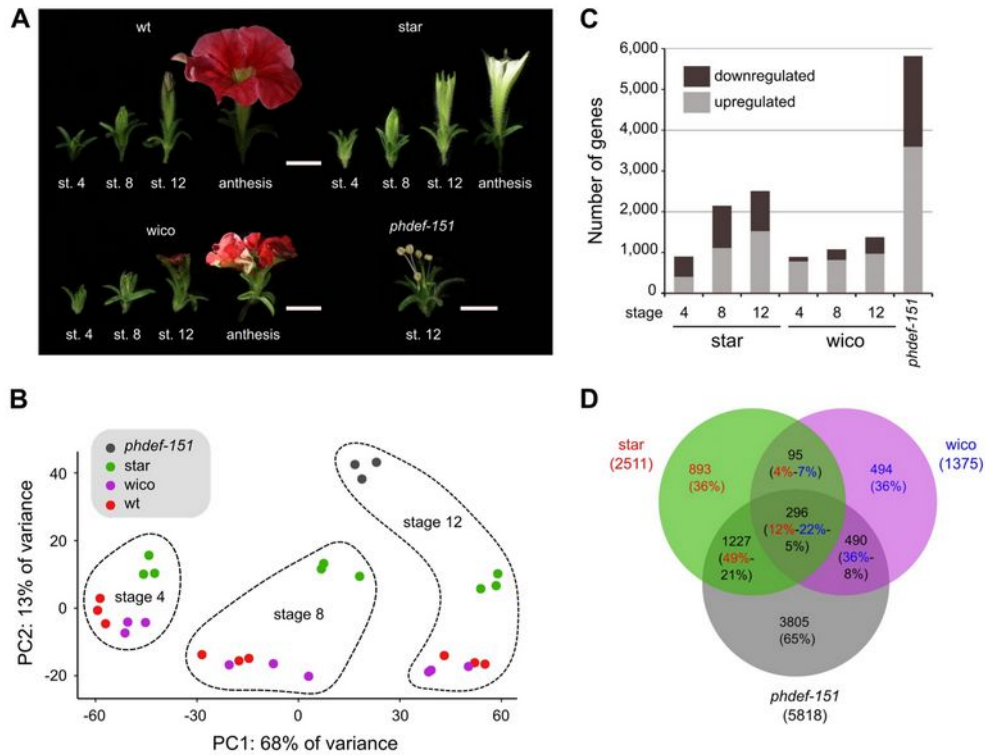 A
wt
star
st. 4
st. 8
st. 12
anthesis
st. 4
st. 8
st. 12
anthesis
wico
phdef-151
st. 4
st. 8
st. 12
anthesis
st. 12
B
phdef-151
star
wico
wt
stage 4
stage 8
stage 12
40
20
0
-20
PC2: 13% of variance
-60
-30
0
30
60
PC1: 68% of variance
C
6,000
5,000
4,000
3,000
2,000
1,000
0
Number of genes
downregulated
upregulated
stage
4
8
12
4
8
12
star
wico
phdef-151
D
star
(2511)
wico
(1375)
893
(36%)
95
(4%-7%)
494
(36%)
296
(12%-22%-
5%)
1227
(49%-
21%)
490
(36%-
8%)
3805
(65%)
phdef-151
(5818)